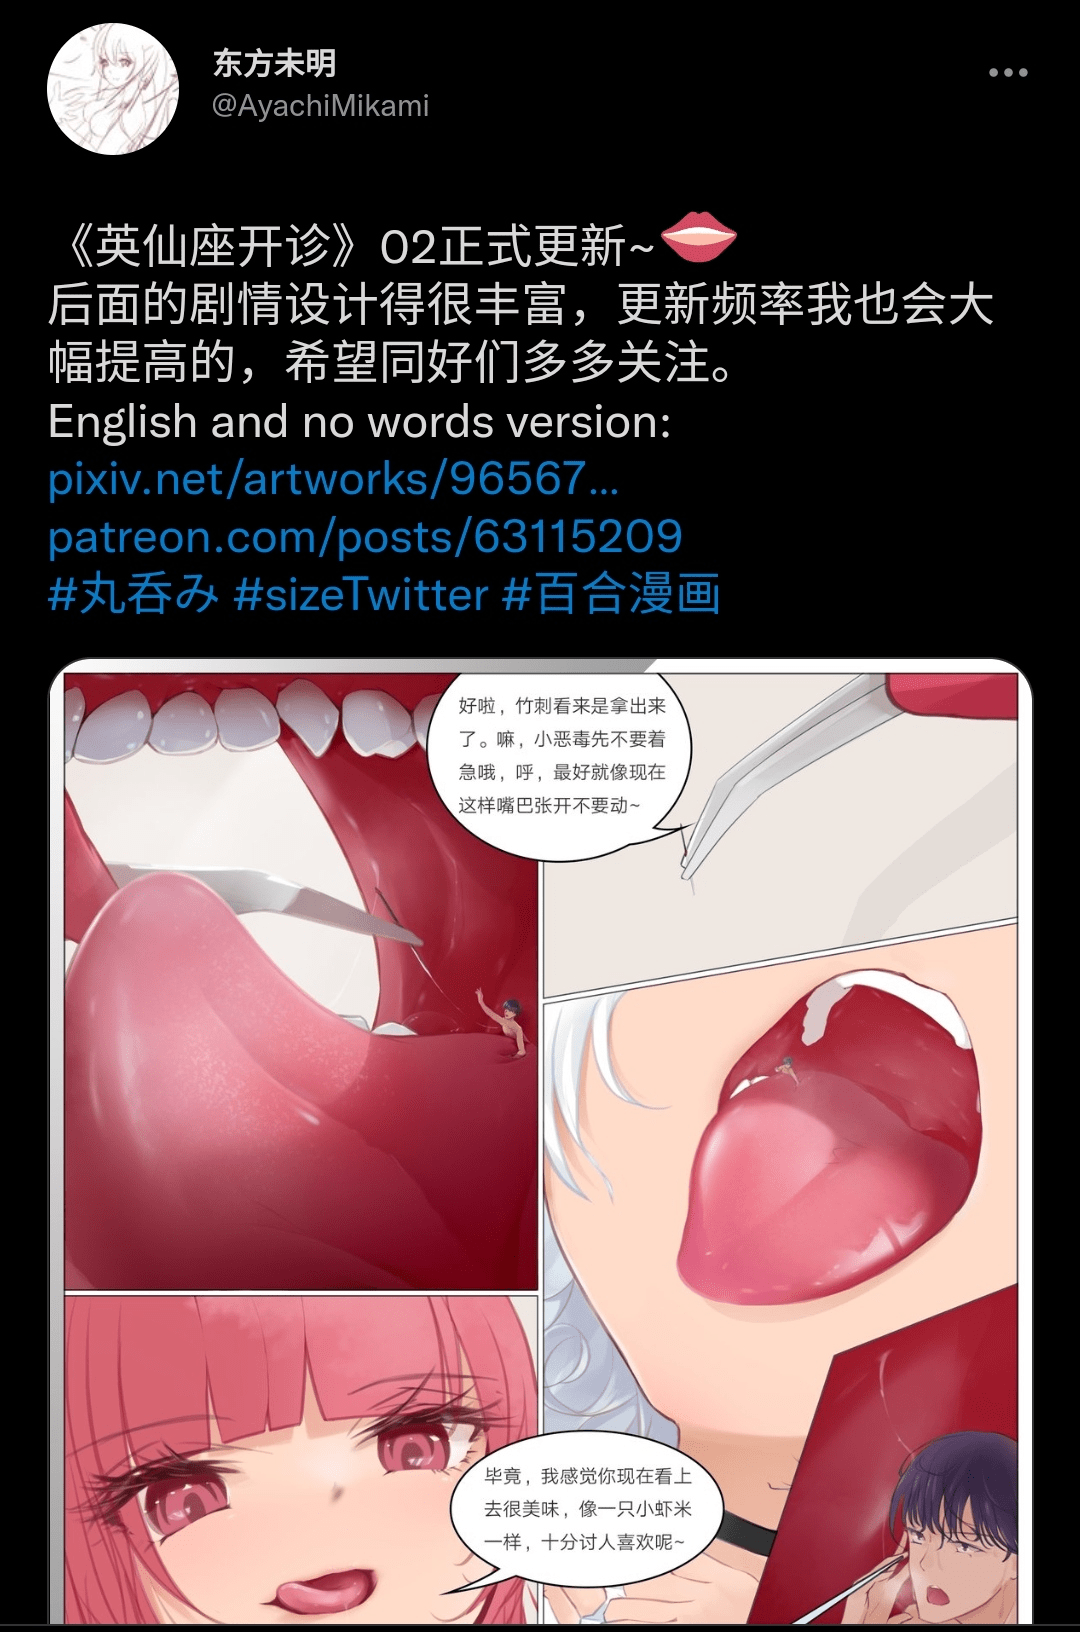 东方未明
@AyachiMikami
《英仙座开诊》02正式更新~
后面的剧情设计得很丰富，更新频率我也会大
幅提高的，希望同好们多多关注。
English and no words version:
pixiv.net/artworks/96567…
patreon.com/posts/63115209
#丸呑み #sizeTwitter #百合漫画
好啦，竹刺看来是拿出来
了。嘛，小恶毒先不要着
急哦，呼，最好就像现在
这样嘴巴张开不要动~
毕竟，我感觉你现在看上
去很美味，像一只小虾米
一样，十分讨人喜欢呢~